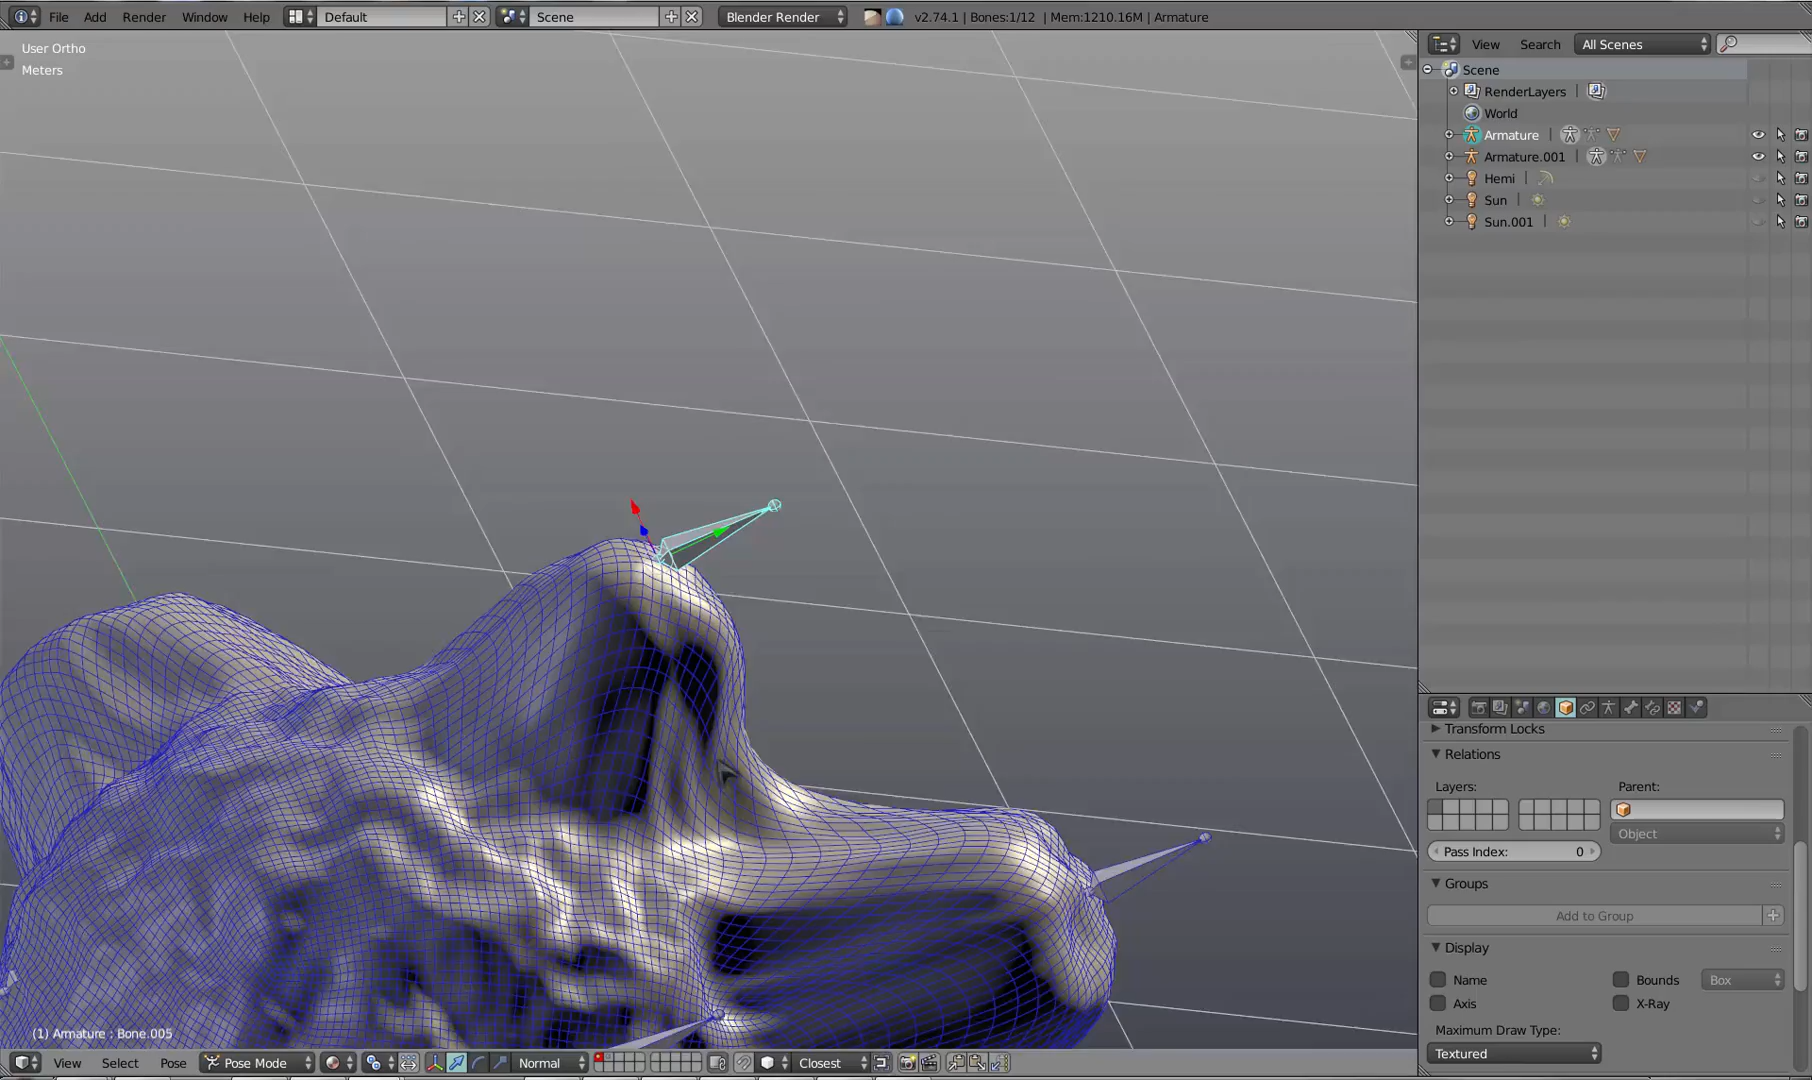 File Add Render Window Help Default Scene Blender Render v2.74.1 | Bones:1/12 | Mem:1210.16M | Armature
User Ortho
Meters
View Search All Scenes
Scene
RenderLayers
World
Armature
Armature.001
Hemi
Sun
Sun.001
Transform Locks
Relations
Layers: Parent:
Object
Pass Index: 0
Groups
Add to Group
Display
Name Bounds Box
Axis X-Ray
Maximum Draw Type:
Textured
(1) Armature : Bone.005
View Select Pose Pose Mode Normal Closest